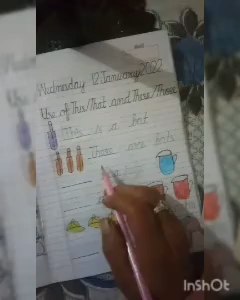 Wednesday 12 January 2022
Use of This/That and These/Those
This is a bat
These are bats
InShOt